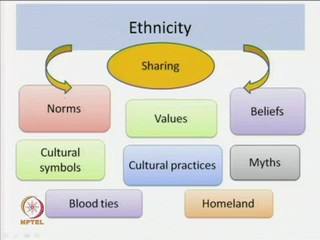 Ethnicity
Sharing
Norms
Values
Beliefs
Cultural
symbols
Cultural practices
Myths
Blood ties
Homeland
NPTEL